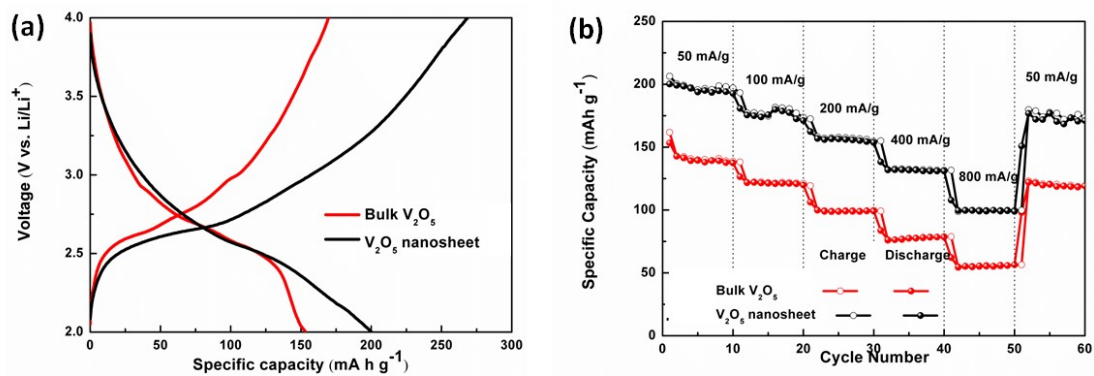 (a)
4.0
3.5
3.0
2.5
2.0
Voltage (V vs. Li/Li⁺)
Bulk V₂O₅
V₂O₅ nanosheet
0 50 100 150 200 250 300
Specific capacity (mA h g⁻¹)
(b)
250
200
150
100
50
0
Specific Capacity (mAh g⁻¹)
50 mA/g
100 mA/g
200 mA/g
400 mA/g
800 mA/g
50 mA/g
Charge Discharge
Bulk V₂O₅
V₂O₅ nanosheet
0 10 20 30 40 50 60
Cycle Number